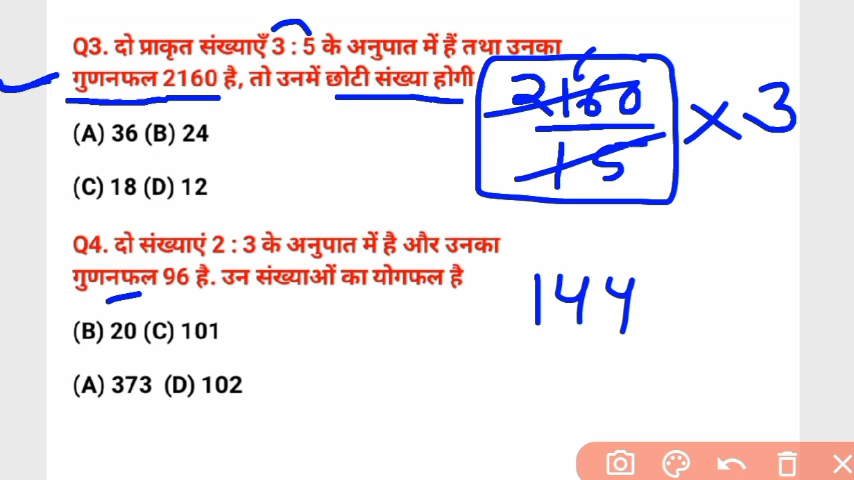 Q3. दो प्राकृत संख्याएँ 3 : 5 के अनुपात में हैं तथा उनका
गुणनफल 2160 है, तो उनमें छोटी संख्या होगी
2160
15
× 3
(A) 36 (B) 24
(C) 18 (D) 12
Q4. दो संख्याएं 2 : 3 के अनुपात में है और उनका
गुणनफल 96 है. उन संख्याओं का योगफल है
144
(B) 20 (C) 101
(A) 373 (D) 102